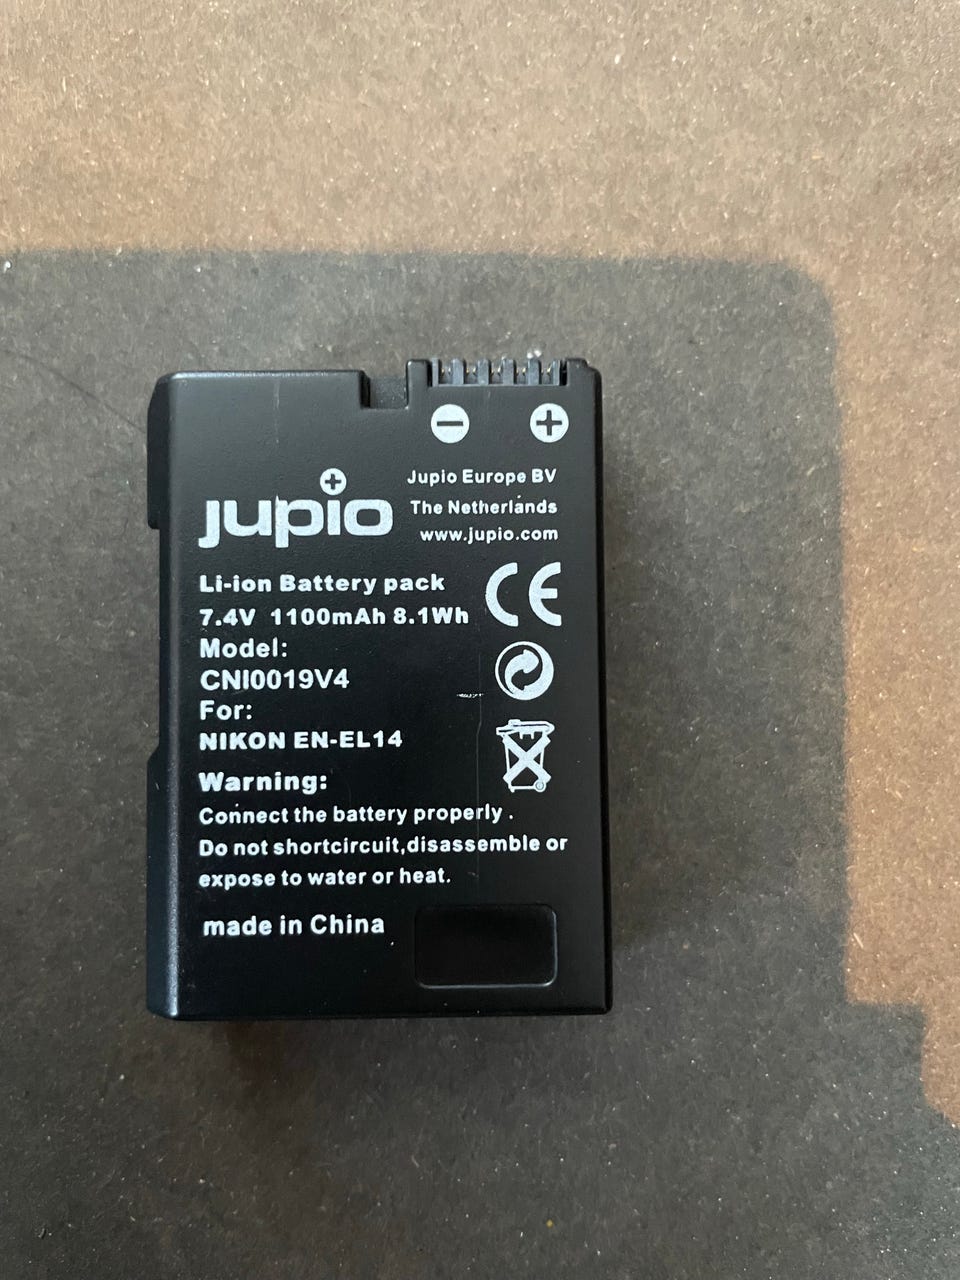 jupio
Jupio Europe BV
The Netherlands
www.jupio.com
Li-ion Battery pack
7.4V 1100mAh 8.1Wh
Model:
CNI0019V4
For:
NIKON EN-EL14
CE
Warning:
Connect the battery properly .
Do not shortcircuit,disassemble or
expose to water or heat.
made in China